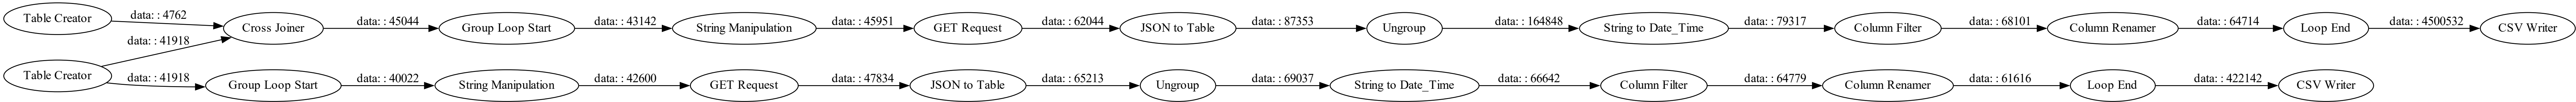 Table Creator
data: : 4762
Cross Joiner
data: : 45044
Group Loop Start
data: : 43142
String Manipulation
data: : 45951
GET Request
data: : 62044
JSON to Table
data: : 87353
Ungroup
data: : 164848
String to Date_Time
data: : 79317
Column Filter
data: : 68101
Column Renamer
data: : 64714
Loop End
data: : 4500532
CSV Writer
data: : 41918
Table Creator
data: : 41918
Group Loop Start
data: : 40022
String Manipulation
data: : 42600
GET Request
data: : 47834
JSON to Table
data: : 65213
Ungroup
data: : 69037
String to Date_Time
data: : 66642
Column Filter
data: : 64779
Column Renamer
data: : 61616
Loop End
data: : 422142
CSV Writer